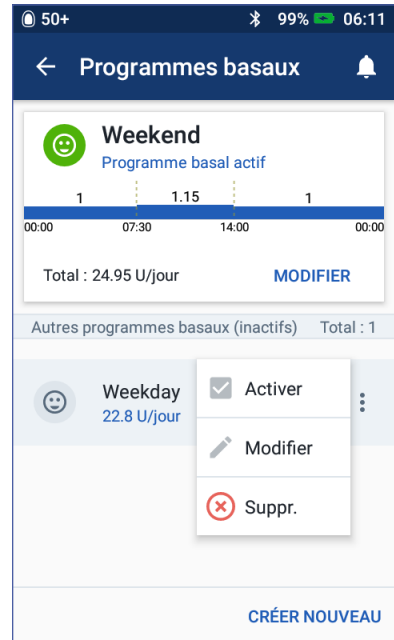 50+ 99% 06:11
Programmes basaux
Weekend
Programme basal actif
1 1.15 1
00:00 07:30 14:00 00:00
Total : 24.95 U/jour MODIFIER
Autres programmes basaux (inactifs) Total : 1
Weekday
22.8 U/jour
Activer
Modifier
Suppr.
CRÉER NOUVEAU